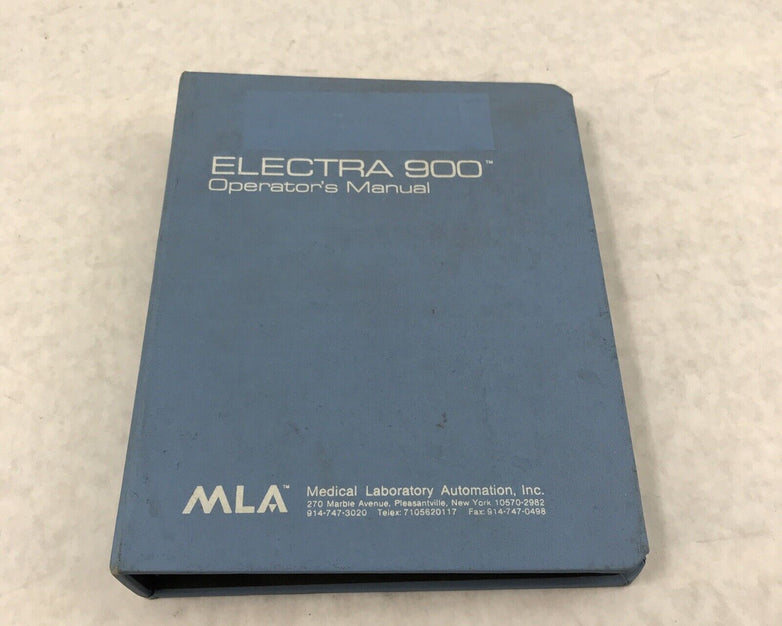 ELECTRA 900™
Operator's Manual
MLA™
Medical Laboratory Automation, Inc.
270 Marble Avenue, Pleasantville, New York 10570-2982
914-747-3020 Telex: 7105620117 Fax: 914-747-0498